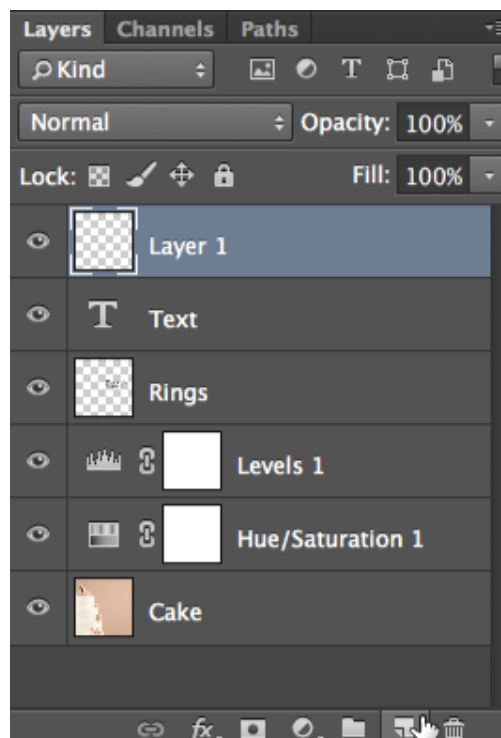 Layers Channels Paths
Kind
Normal Opacity: 100%
Lock: Fill: 100%
Layer 1
T Text
Rings
Levels 1
Hue/Saturation 1
Cake
fx